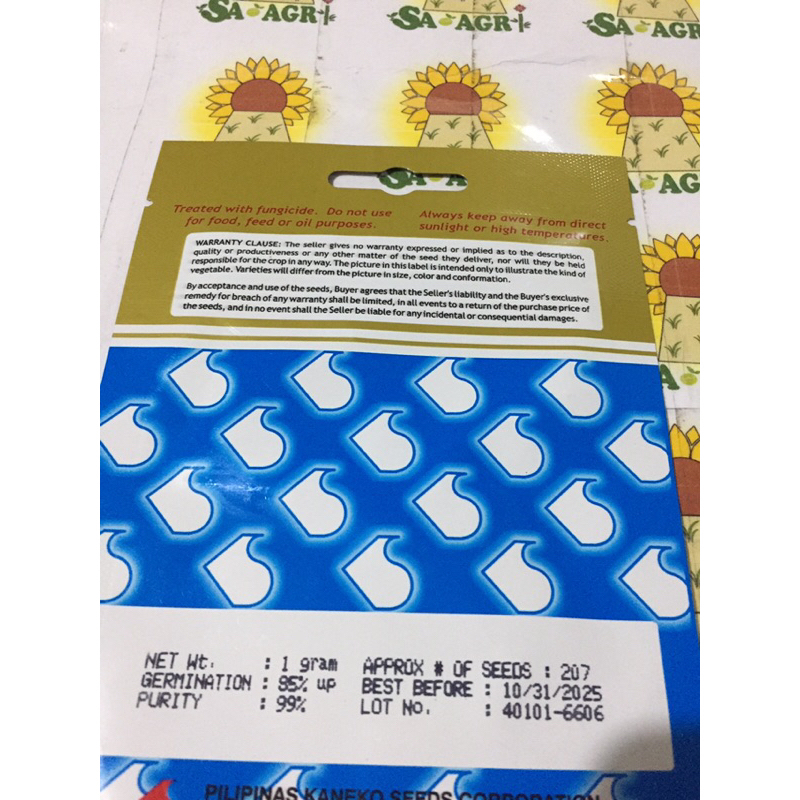 SA AGRI
SA AGRI
SA AGR
SA A
A AGR
Treated with fungicide. Do not use
for food, feed or oil purposes.
Always keep away from direct
sunlight or high temperatures.
WARRANTY CLAUSE: The seller gives no warranty expressed or implied as to the description,
quality or productiveness or any other matter of the seed they deliver, nor will they be held
responsible for the crop in any way. The picture in this label is intended only to illustrate the kind of
vegetable. Varieties will differ from the picture in size, color and conformation.
By acceptance and use of the seeds, Buyer agrees that the Seller's liability and the Buyer's exclusive
remedy for breach of any warranty shall be limited, in all events to a return of the purchase price of
the seeds, and in no event shall the Seller be liable for any incidental or consequential damages.
NET Wt. : 1 gram APPROX # OF SEEDS : 207
GERMINATION : 85% up BEST BEFORE : 10/31/2025
PURITY : 99% LOT No. : 40101-6606
PILIPINAS KANEKO SEEDS CORPORATION